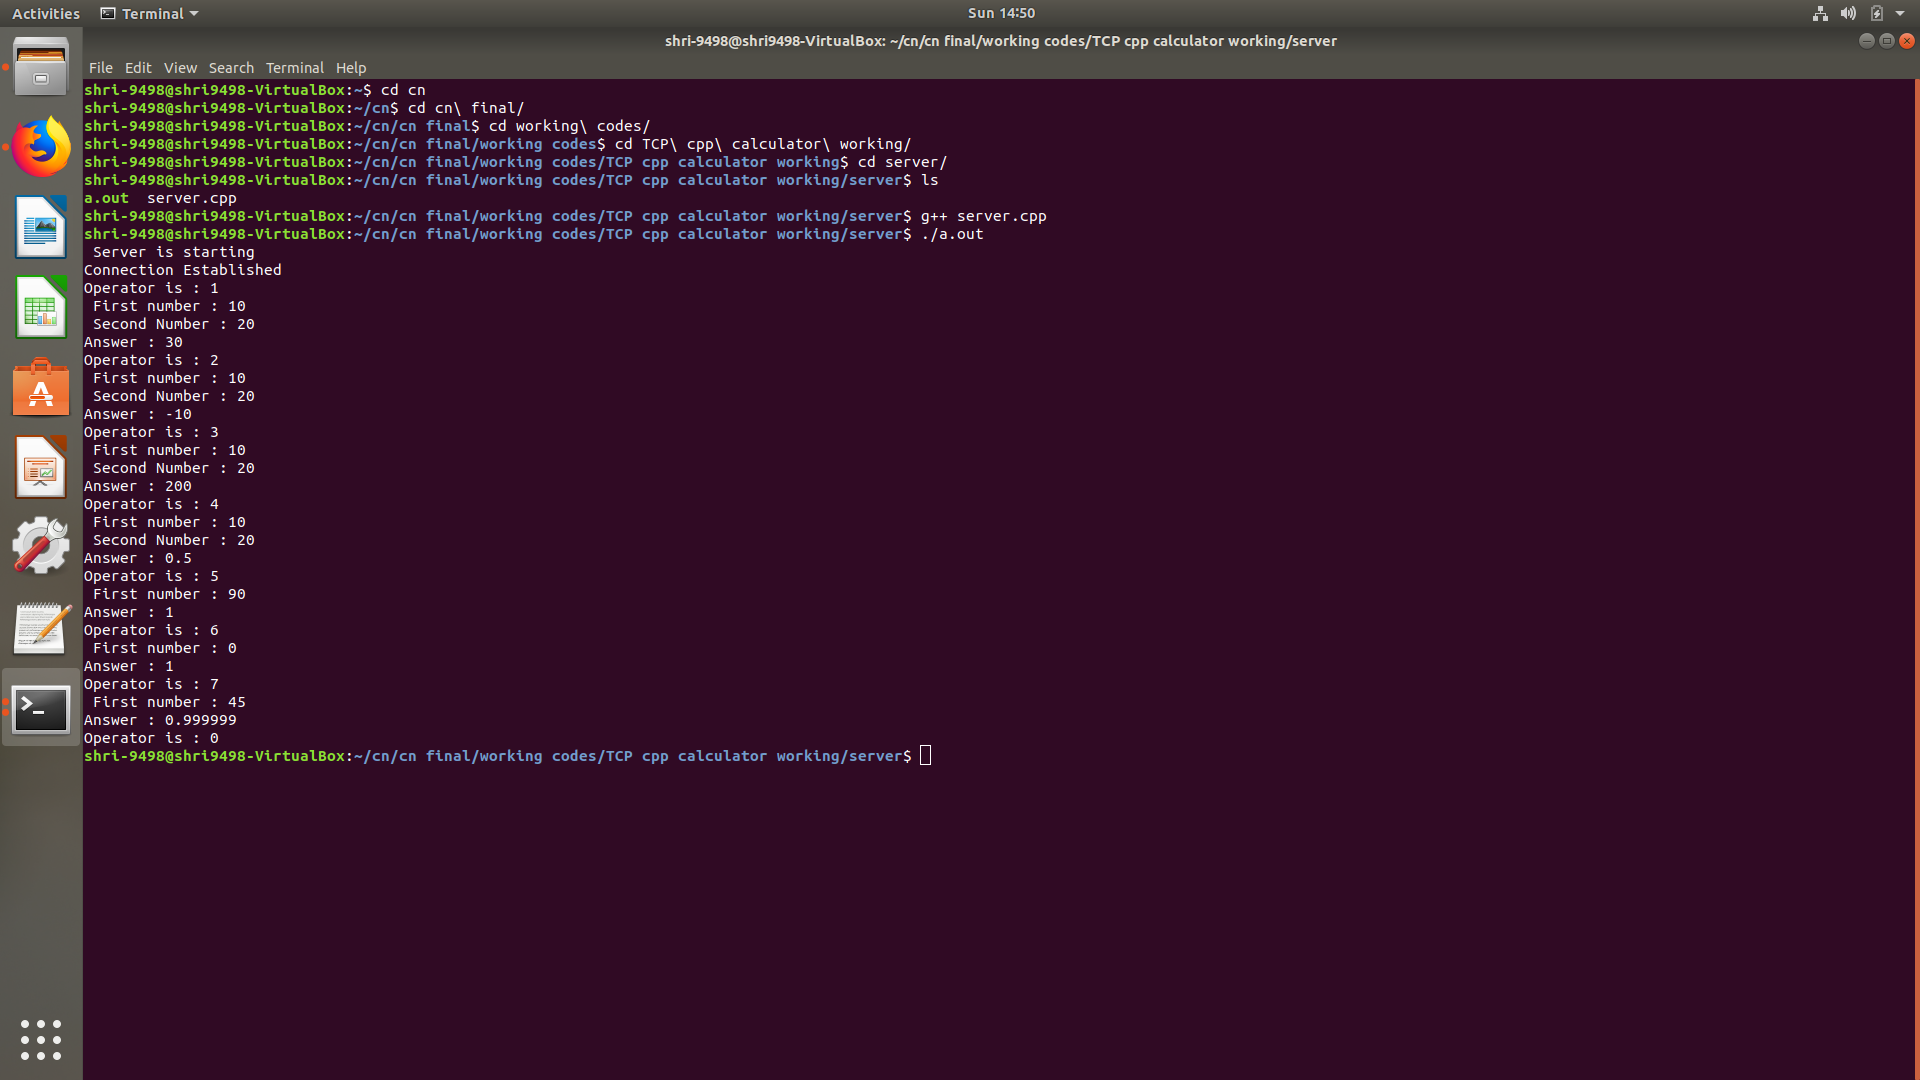 Activities Terminal Sun 14:50
shri-9498@shri9498-VirtualBox: ~/cn/cn final/working codes/TCP cpp calculator working/server
File Edit View Search Terminal Help
shri-9498@shri9498-VirtualBox:~$ cd cn
shri-9498@shri9498-VirtualBox:~/cn$ cd cn\ final/
shri-9498@shri9498-VirtualBox:~/cn/cn final$ cd working\ codes/
shri-9498@shri9498-VirtualBox:~/cn/cn final/working codes$ cd TCP\ cpp\ calculator\ working/
shri-9498@shri9498-VirtualBox:~/cn/cn final/working codes/TCP cpp calculator working$ cd server/
shri-9498@shri9498-VirtualBox:~/cn/cn final/working codes/TCP cpp calculator working/server$ ls
a.out  server.cpp
shri-9498@shri9498-VirtualBox:~/cn/cn final/working codes/TCP cpp calculator working/server$ g++ server.cpp
shri-9498@shri9498-VirtualBox:~/cn/cn final/working codes/TCP cpp calculator working/server$ ./a.out
 Server is starting
Connection Established
Operator is : 1
 First number : 10
 Second Number : 20
Answer : 30
Operator is : 2
 First number : 10
 Second Number : 20
Answer : -10
Operator is : 3
 First number : 10
 Second Number : 20
Answer : 200
Operator is : 4
 First number : 10
 Second Number : 20
Answer : 0.5
Operator is : 5
 First number : 90
Answer : 1
Operator is : 6
 First number : 0
Answer : 1
Operator is : 7
 First number : 45
Answer : 0.999999
Operator is : 0
shri-9498@shri9498-VirtualBox:~/cn/cn final/working codes/TCP cpp calculator working/server$